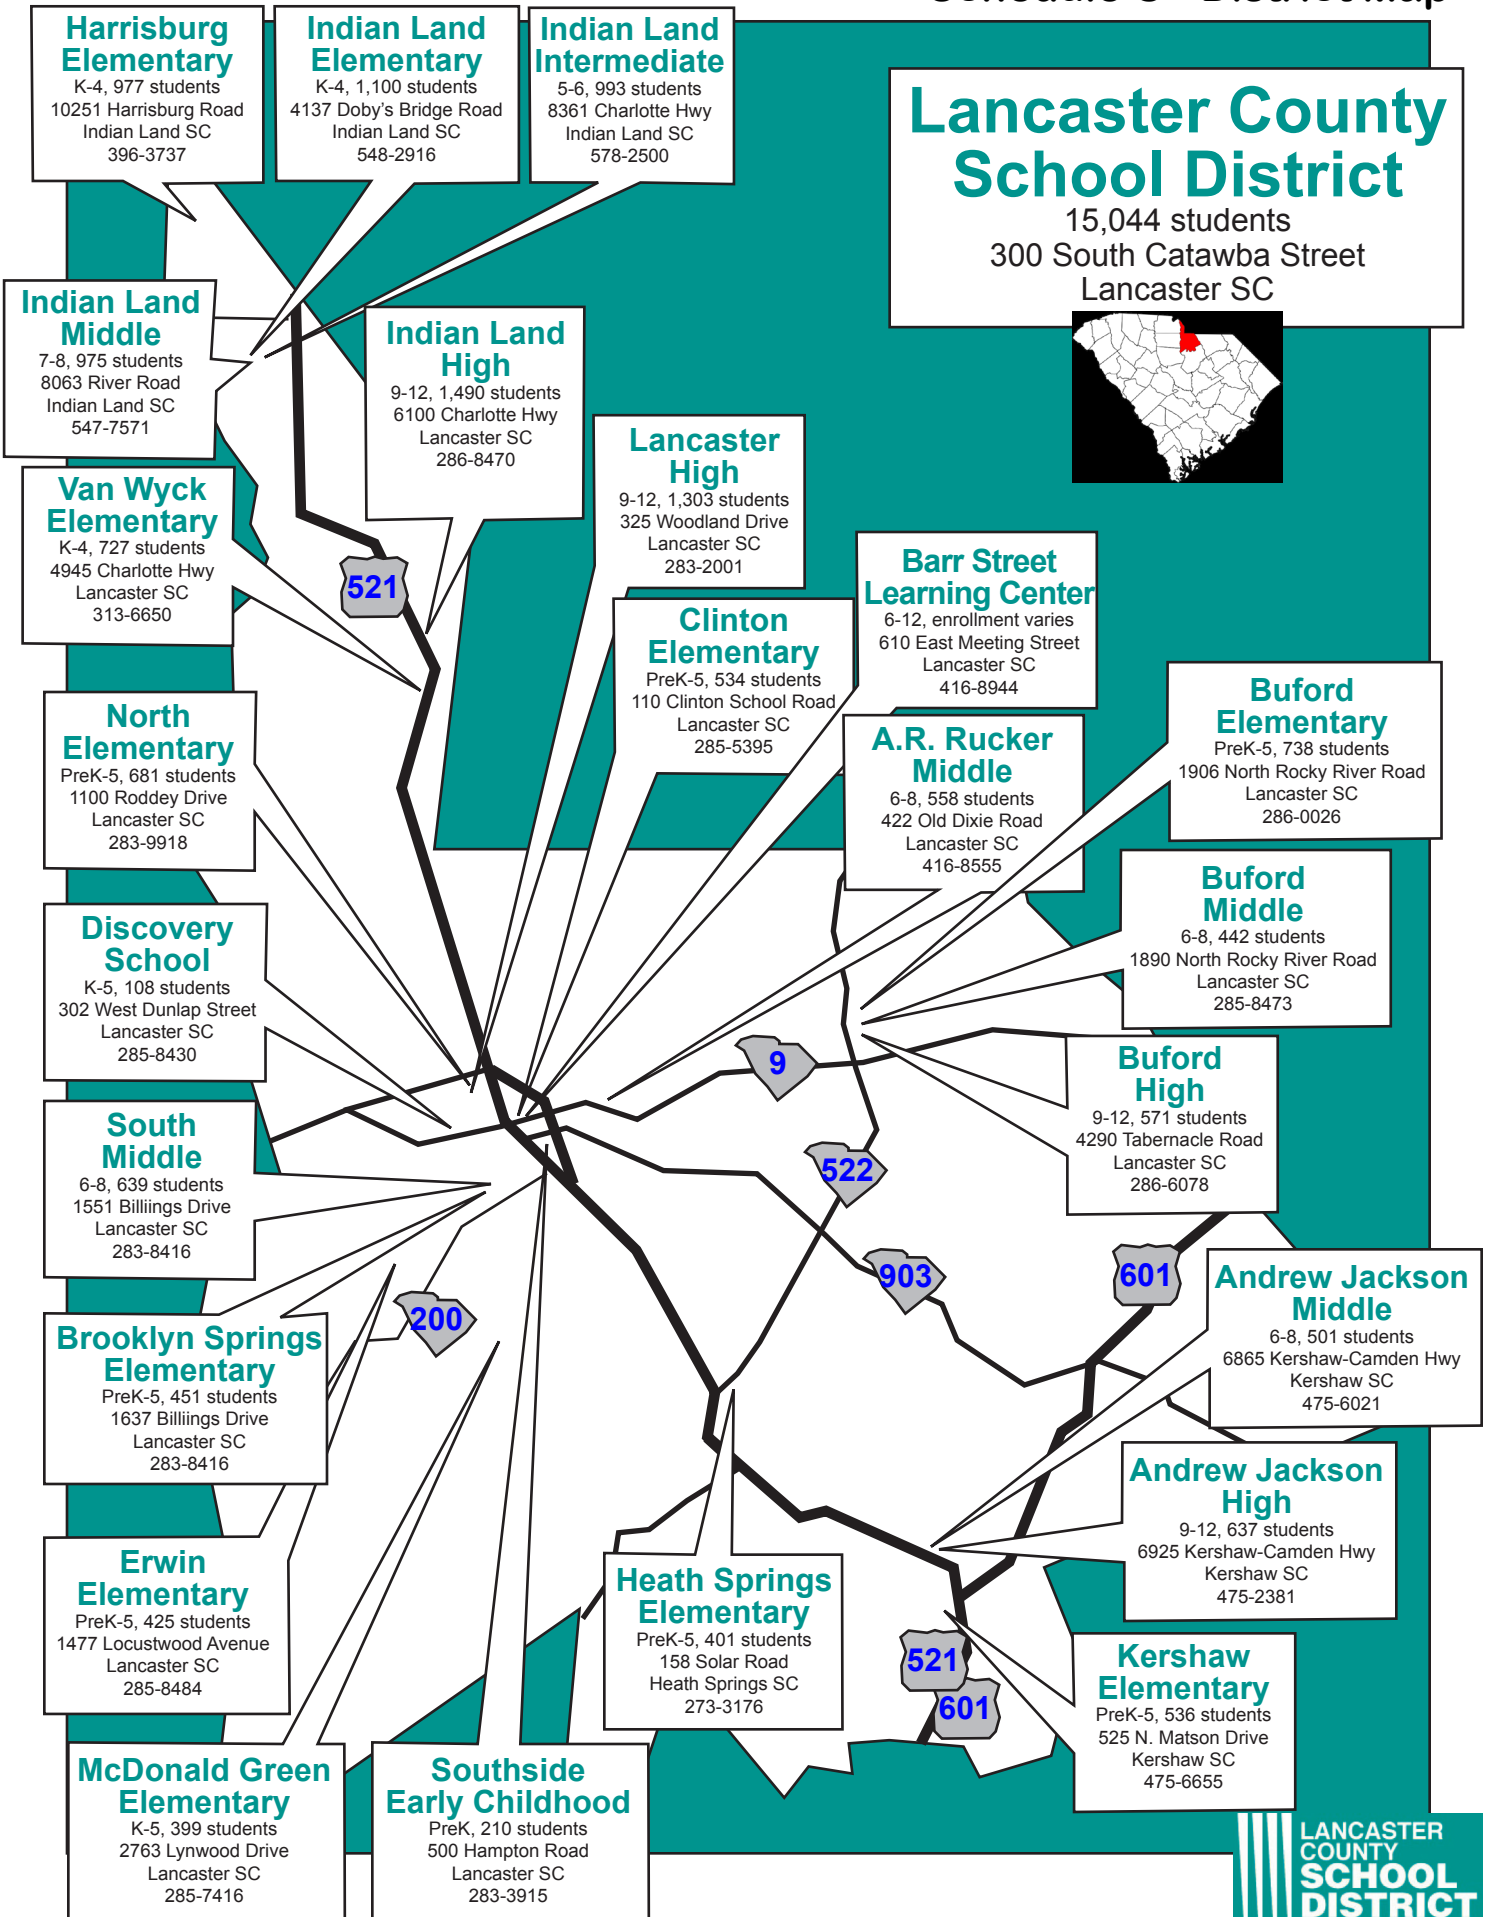 Schedule C - District Map
Harrisburg
Elementary
K-4, 977 students
10251 Harrisburg Road
Indian Land SC
396-3737
Indian Land
Elementary
K-4, 1,100 students
4137 Doby's Bridge Road
Indian Land SC
548-2916
Indian Land
Intermediate
5-6, 993 students
8361 Charlotte Hwy
Indian Land SC
578-2500
Lancaster County
School District
15,044 students
300 South Catawba Street
Lancaster SC
Indian Land
Middle
7-8, 975 students
8063 River Road
Indian Land SC
547-7571
Indian Land
High
9-12, 1,490 students
6100 Charlotte Hwy
Lancaster SC
286-8470
Lancaster
High
9-12, 1,303 students
325 Woodland Drive
Lancaster SC
283-2001
Van Wyck
Elementary
K-4, 727 students
4945 Charlotte Hwy
Lancaster SC
313-6650
521
Barr Street
Learning Center
6-12, enrollment varies
610 East Meeting Street
Lancaster SC
416-8944
Clinton
Elementary
PreK-5, 534 students
110 Clinton School Road
Lancaster SC
285-5395
Buford
Elementary
PreK-5, 738 students
1906 North Rocky River Road
Lancaster SC
286-0026
North
Elementary
PreK-5, 681 students
1100 Roddey Drive
Lancaster SC
283-9918
A.R. Rucker
Middle
6-8, 558 students
422 Old Dixie Road
Lancaster SC
416-8555
Buford
Middle
6-8, 442 students
1890 North Rocky River Road
Lancaster SC
285-8473
Discovery
School
K-5, 108 students
302 West Dunlap Street
Lancaster SC
285-8430
9
Buford
High
9-12, 571 students
4290 Tabernacle Road
Lancaster SC
286-6078
South
Middle
6-8, 639 students
1551 Billiings Drive
Lancaster SC
283-8416
522
903
601
Andrew Jackson
Middle
6-8, 501 students
6865 Kershaw-Camden Hwy
Kershaw SC
475-6021
200
Brooklyn Springs
Elementary
PreK-5, 451 students
1637 Billiings Drive
Lancaster SC
283-8416
Andrew Jackson
High
9-12, 637 students
6925 Kershaw-Camden Hwy
Kershaw SC
475-2381
Erwin
Elementary
PreK-5, 425 students
1477 Locustwood Avenue
Lancaster SC
285-8484
Heath Springs
Elementary
PreK-5, 401 students
158 Solar Road
Heath Springs SC
273-3176
521
601
Kershaw
Elementary
PreK-5, 536 students
525 N. Matson Drive
Kershaw SC
475-6655
McDonald Green
Elementary
K-5, 399 students
2763 Lynwood Drive
Lancaster SC
285-7416
Southside
Early Childhood
PreK, 210 students
500 Hampton Road
Lancaster SC
283-3915
LANCASTER
COUNTY
SCHOOL
DISTRICT